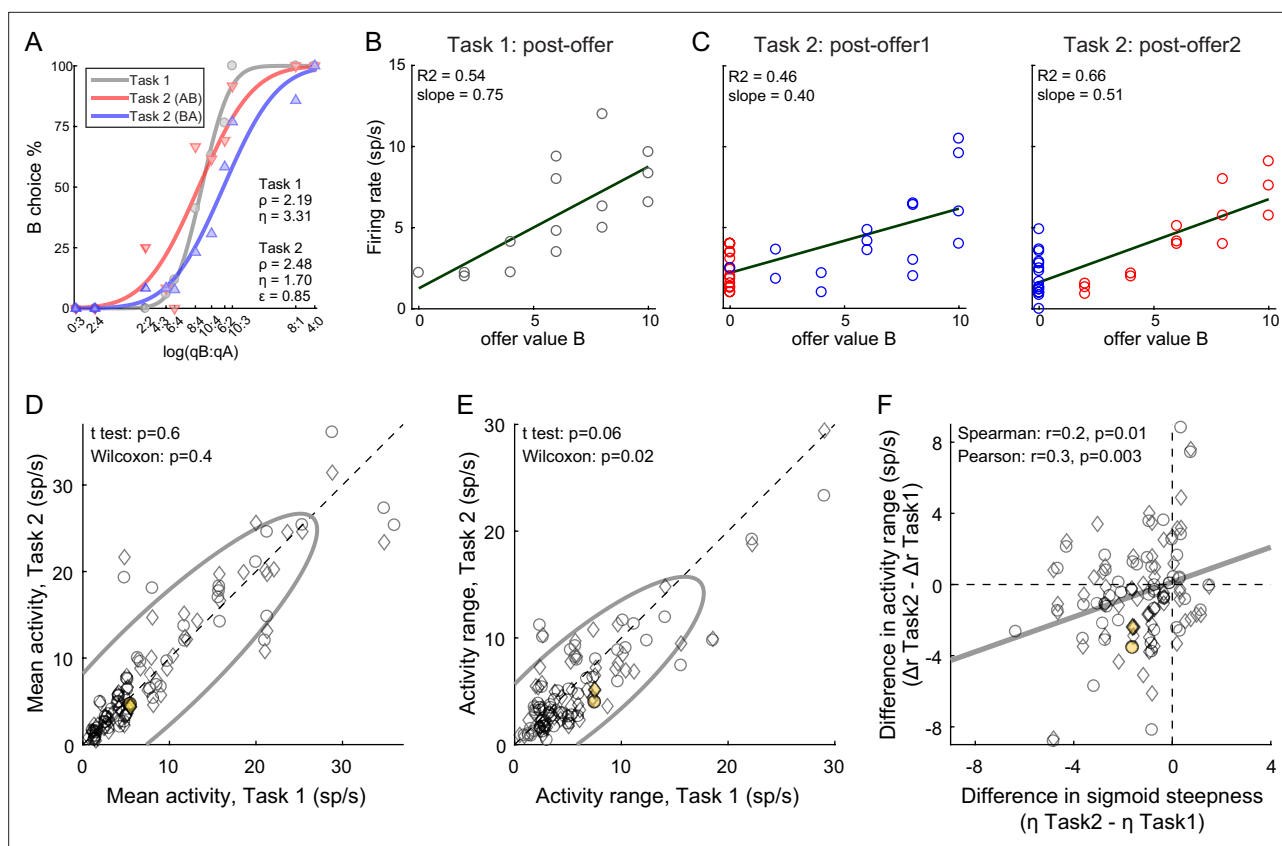 A
B
Task 1: post-offer
C
Task 2: post-offer1
Task 2: post-offer2
Task 1
Task 2 (AB)
Task 2 (BA)
B choice %
100
75
50
25
0
Task 1
ρ = 2.19
η = 3.31
Task 2
ρ = 2.48
η = 1.70
ε = 0.85
0:3
2:4
2:2
8:4
10:4
6:2
10:3
8:1
4:0
log(qB:qA)
R2 = 0.54
slope = 0.75
Firing rate (sp/s)
15
10
5
0
0 5 10
offer value B
R2 = 0.46
slope = 0.40
0 5 10
offer value B
R2 = 0.66
slope = 0.51
0 5 10
offer value B
D
t test: p=0.6
Wilcoxon: p=0.4
Mean activity, Task 2 (sp/s)
30
20
10
0
0 10 20 30
Mean activity, Task 1 (sp/s)
E
t test: p=0.06
Wilcoxon: p=0.02
Activity range, Task 2 (sp/s)
30
20
10
0
0 10 20 30
Activity range, Task 1 (sp/s)
F
Spearman: r=0.2, p=0.01
Pearson: r=0.3, p=0.003
Difference in activity range (sp/s)
(Δr Task2 - Δr Task1)
8
4
0
-4
-8
-8 -4 0 4
Difference in sigmoid steepness
(η Task2 - η Task1)